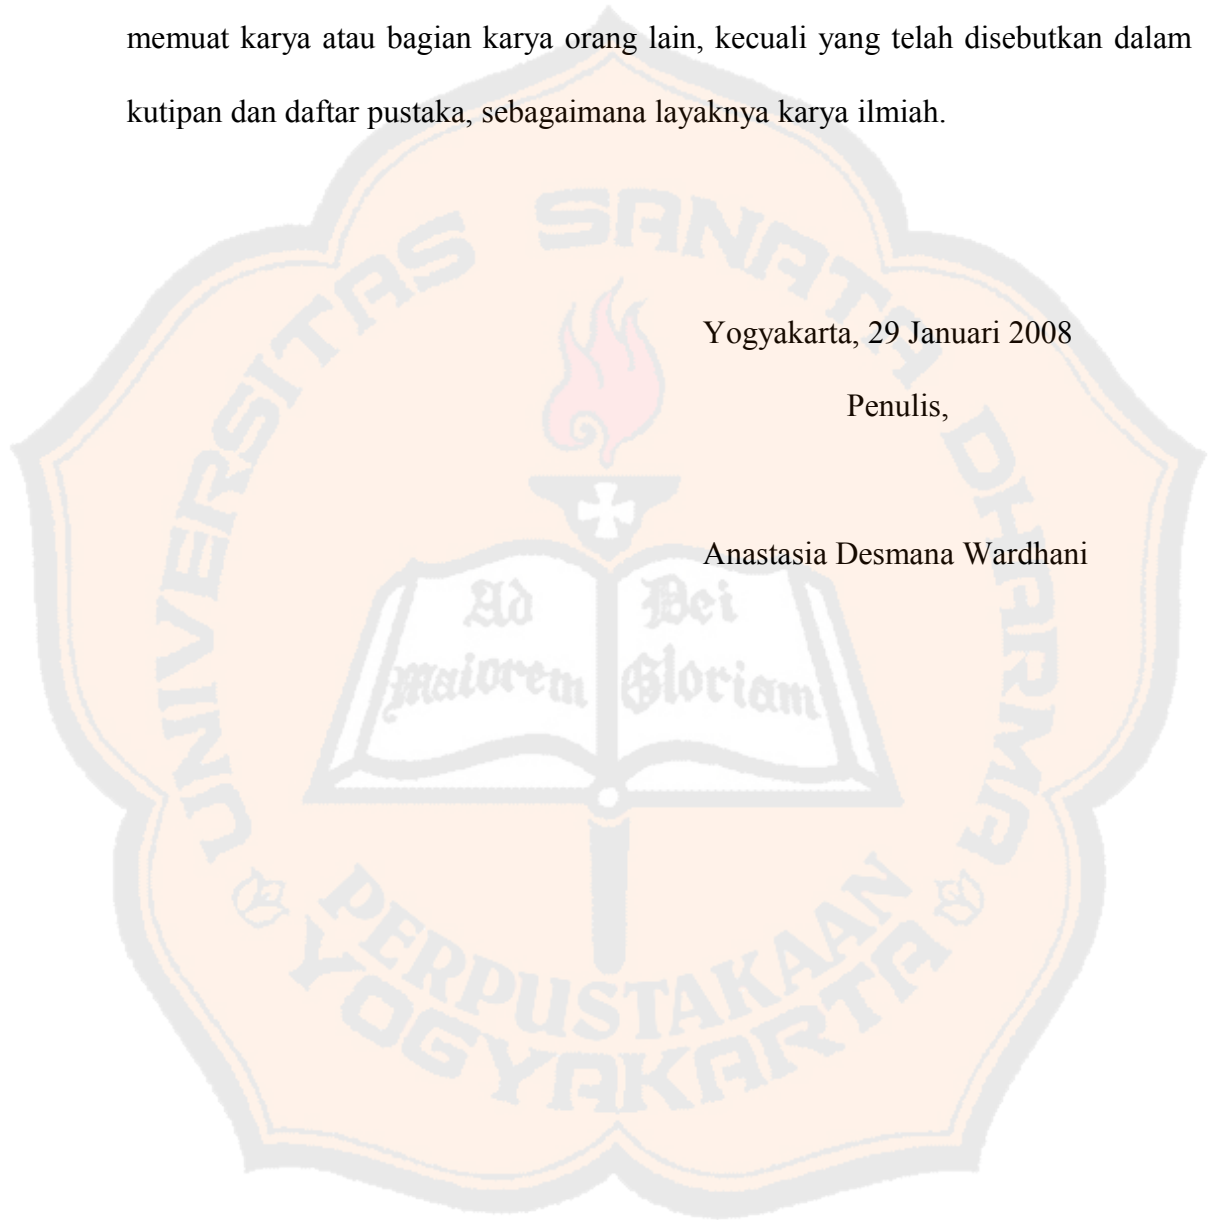 memuat karya atau bagian karya orang lain, kecuali yang telah disebutkan dalam
kutipan dan daftar pustaka, sebagaimana layaknya karya ilmiah.
UNIVERSITAS SANATA DHARMA
Yogyakarta, 29 Januari 2008
Penulis,
Anastasia Desmana Wardhani
Ad Dei
Maiorem Gloriam
PERPUSTAKAAN
YOGYAKARTA